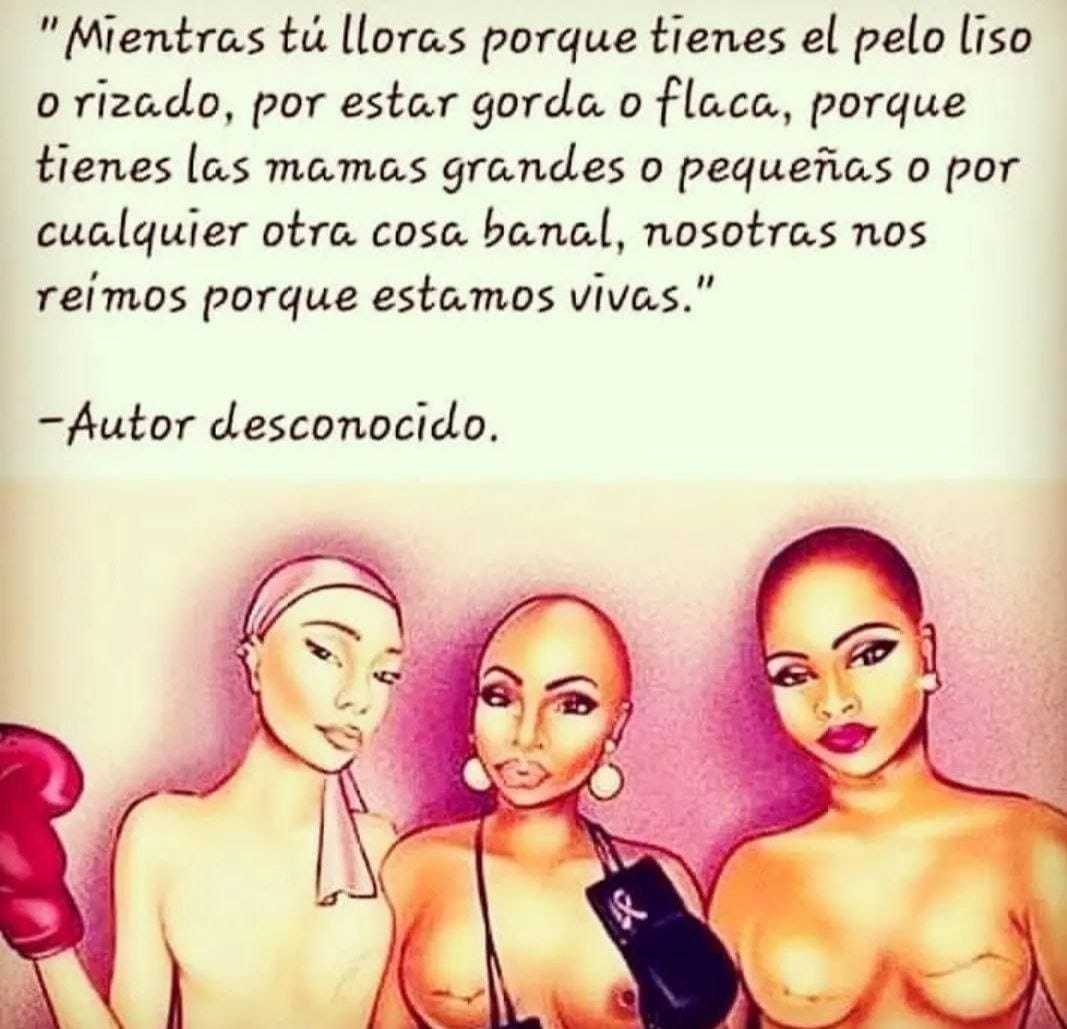 "Mientras tú lloras porque tienes el pelo liso
o rizado, por estar gorda o flaca, porque
tienes las mamas grandes o pequeñas o por
cualquier otra cosa banal, nosotras nos
reímos porque estamos vivas."
-Autor desconocido.